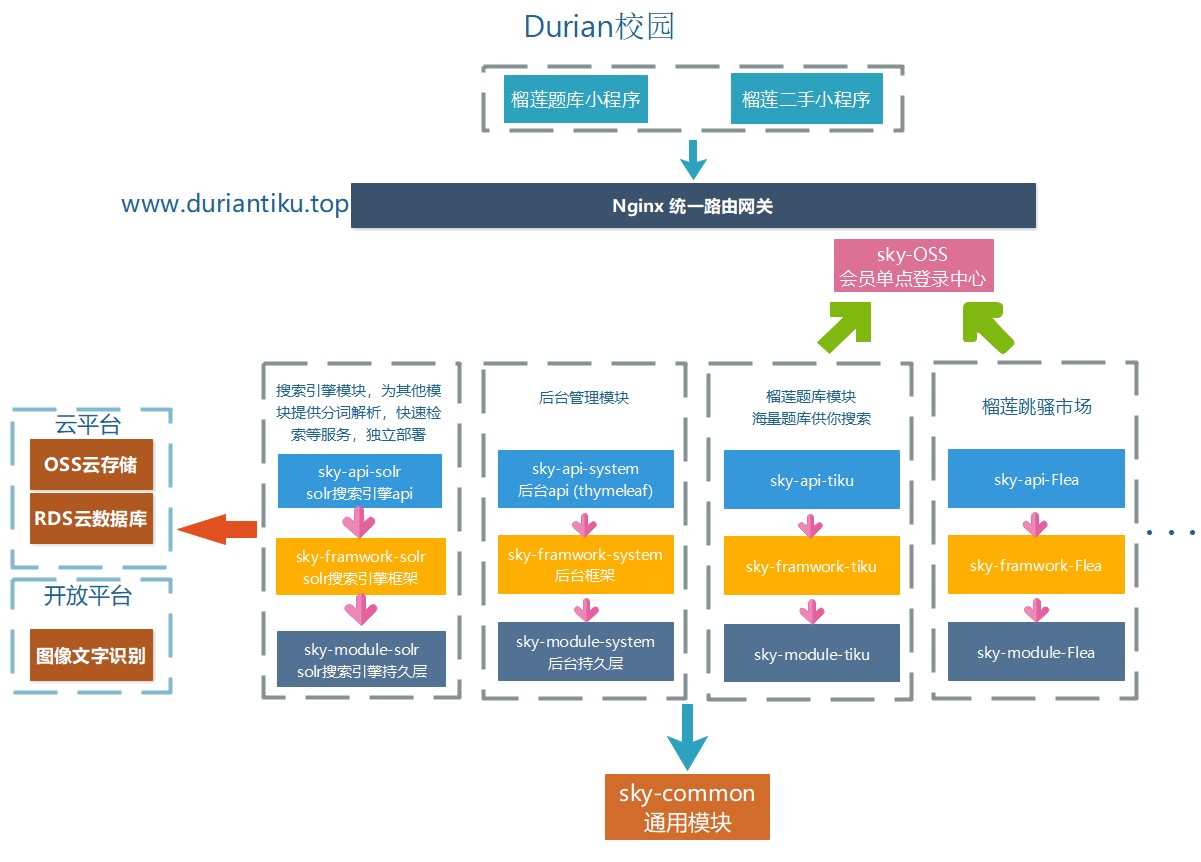 Durian校园
榴莲题库小程序
榴莲二手小程序
www.duriantiku.top
Nginx 统一路由网关
sky-OSS
会员单点登录中心
云平台
OSS云存储
RDS云数据库
开放平台
图像文字识别
搜索引擎模块，为其他模
块提供分词解析，快速检
索等服务，独立部署
sky-api-solr
solr搜索引擎api
sky-framwork-solr
solr搜索引擎框架
sky-module-solr
solr搜索引擎持久层
后台管理模块
sky-api-system
后台api (thymeleaf)
sky-framwork-system
后台框架
sky-module-system
后台持久层
榴莲题库模块
海量题库供你搜索
sky-api-tiku
sky-framwork-tiku
sky-module-tiku
榴莲跳骚市场
sky-api-Flea
sky-framwork-Flea
sky-module-Flea
. . .
sky-common
通用模块